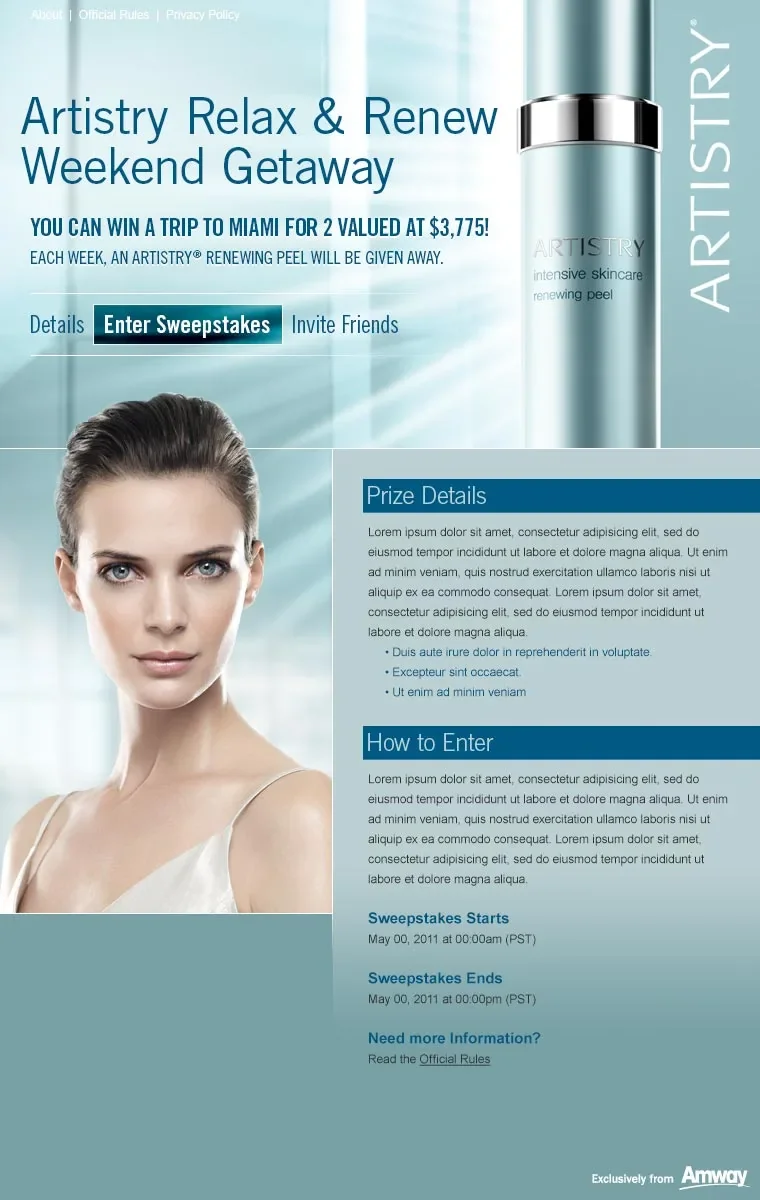 About | Official Rules | Privacy Policy
Artistry Relax & Renew
Weekend Getaway
YOU CAN WIN A TRIP TO MIAMI FOR 2 VALUED AT $3,775!
EACH WEEK, AN ARTISTRY® RENEWING PEEL WILL BE GIVEN AWAY.
Details Enter Sweepstakes Invite Friends
ARTISTRY
intensive skincare
renewing peel
ARTISTRY®
Prize Details
Lorem ipsum dolor sit amet, consectetur adipisicing elit, sed do
eiusmod tempor incididunt ut labore et dolore magna aliqua. Ut enim
ad minim veniam, quis nostrud exercitation ullamco laboris nisi ut
aliquip ex ea commodo consequat. Lorem ipsum dolor sit amet,
consectetur adipisicing elit, sed do eiusmod tempor incididunt ut
labore et dolore magna aliqua.
• Duis aute irure dolor in reprehenderit in voluptate.
• Excepteur sint occaecat.
• Ut enim ad minim veniam
How to Enter
Lorem ipsum dolor sit amet, consectetur adipisicing elit, sed do
eiusmod tempor incididunt ut labore et dolore magna aliqua. Ut enim
ad minim veniam, quis nostrud exercitation ullamco laboris nisi ut
aliquip ex ea commodo consequat. Lorem ipsum dolor sit amet,
consectetur adipisicing elit, sed do eiusmod tempor incididunt ut
labore et dolore magna aliqua.
Sweepstakes Starts
May 00, 2011 at 00:00am (PST)
Sweepstakes Ends
May 00, 2011 at 00:00pm (PST)
Need more Information?
Read the Official Rules
Exclusively from Amway